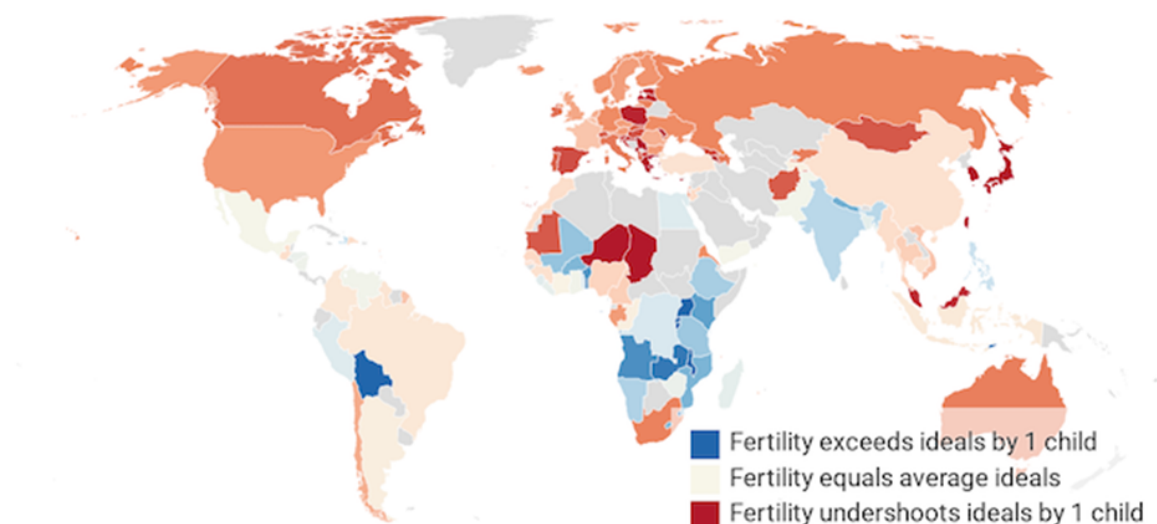 Fertility exceeds ideals by 1 child
Fertility equals average ideals
Fertility undershoots ideals by 1 child